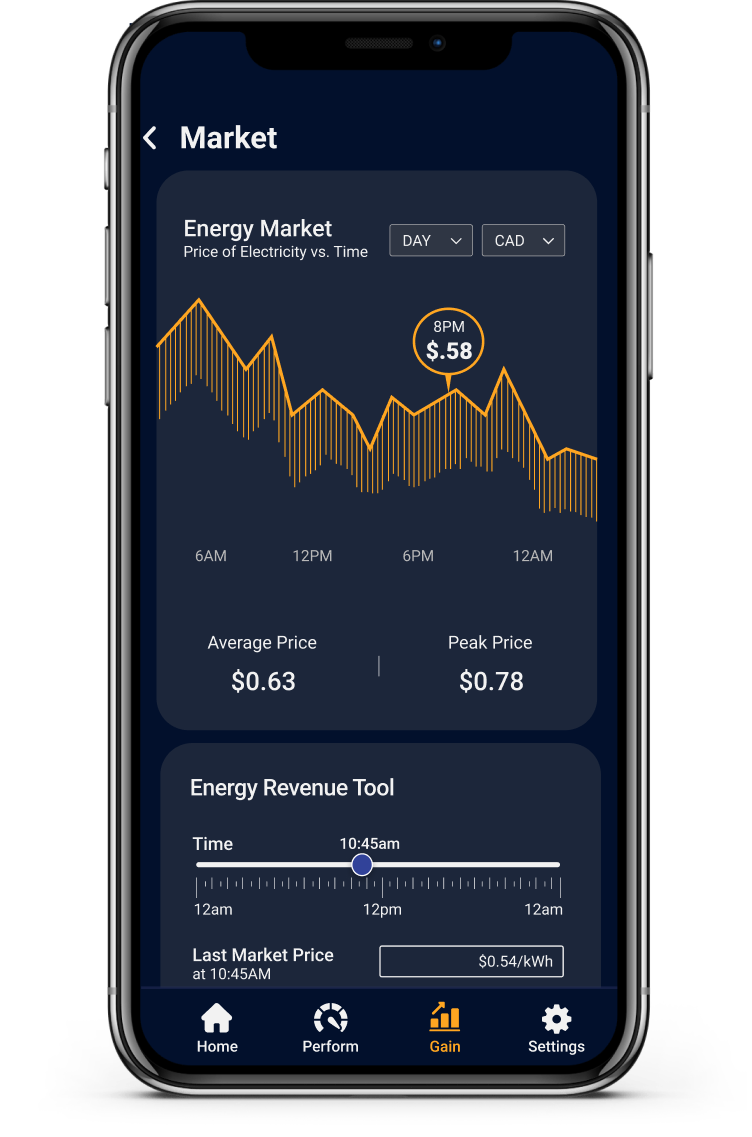 Market
Energy Market
Price of Electricity vs. Time
DAY
CAD
8PM
$.58
6AM 12PM 6PM 12AM
Average Price
$0.63
Peak Price
$0.78
Energy Revenue Tool
Time
10:45am
12am 12pm 12am
Last Market Price
at 10:45AM
$0.54/kWh
Home Perform Gain Settings